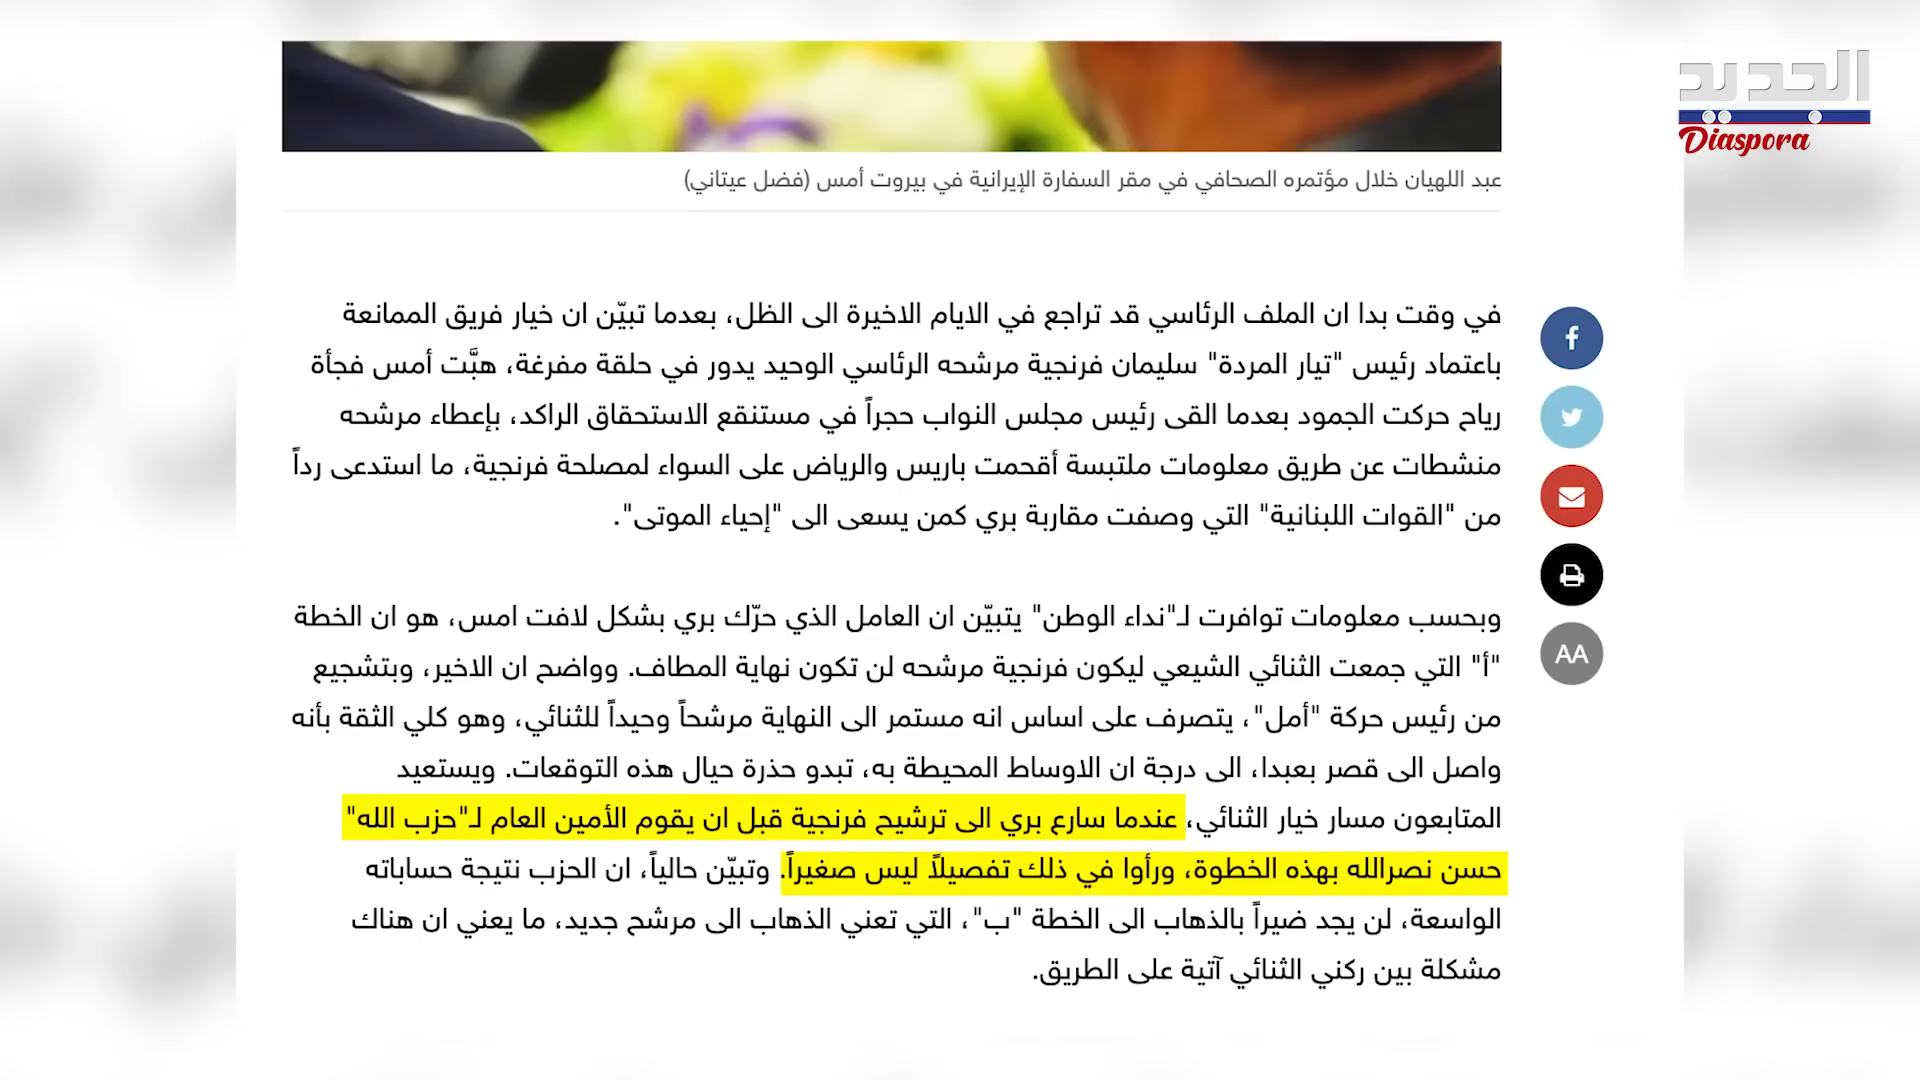 الجديد
Diaspora
عبد اللهيان خلال مؤتمره الصحافي في مقر السفارة الإيرانية في بيروت أمس (فضل عيتاني)
في وقت بدا ان الملف الرئاسي قد تراجع في الايام الاخيرة الى الظل، بعدما تبيّن ان خيار فريق الممانعة
باعتماد رئيس "تيار المردة" سليمان فرنجية مرشحه الرئاسي الوحيد يدور في حلقة مفرغة، هبَّت أمس فجأة
رياح حركت الجمود بعدما القى رئيس مجلس النواب حجراً في مستنقع الاستحقاق الراكد، بإعطاء مرشحه
منشطات عن طريق معلومات ملتبسة أقحمت باريس والرياض على السواء لمصلحة فرنجية، ما استدعى رداً
من "القوات اللبنانية" التي وصفت مقاربة بري كمن يسعى الى "إحياء الموتى".
وبحسب معلومات توافرت لـ"نداء الوطن" يتبيّن ان العامل الذي حرّك بري بشكل لافت امس، هو ان الخطة
"أ" التي جمعت الثنائي الشيعي ليكون فرنجية مرشحه لن تكون نهاية المطاف. وواضح ان الاخير، وبتشجيع
من رئيس حركة "أمل"، يتصرف على اساس انه مستمر الى النهاية مرشحاً وحيداً للثنائي، وهو كلي الثقة بأنه
واصل الى قصر بعبدا، الى درجة ان الاوساط المحيطة به، تبدو حذرة حيال هذه التوقعات. ويستعيد
المتابعون مسار خيار الثنائي، عندما سارع بري الى ترشيح فرنجية قبل ان يقوم الأمين العام لـ"حزب الله"
حسن نصرالله بهذه الخطوة، ورأوا في ذلك تفصيلاً ليس صغيراً. وتبيّن حالياً، ان الحزب نتيجة حساباته
الواسعة، لن يجد ضيراً بالذهاب الى الخطة "ب"، التي تعني الذهاب الى مرشح جديد، ما يعني ان هناك
مشكلة بين ركني الثنائي آتية على الطريق.
f
AA